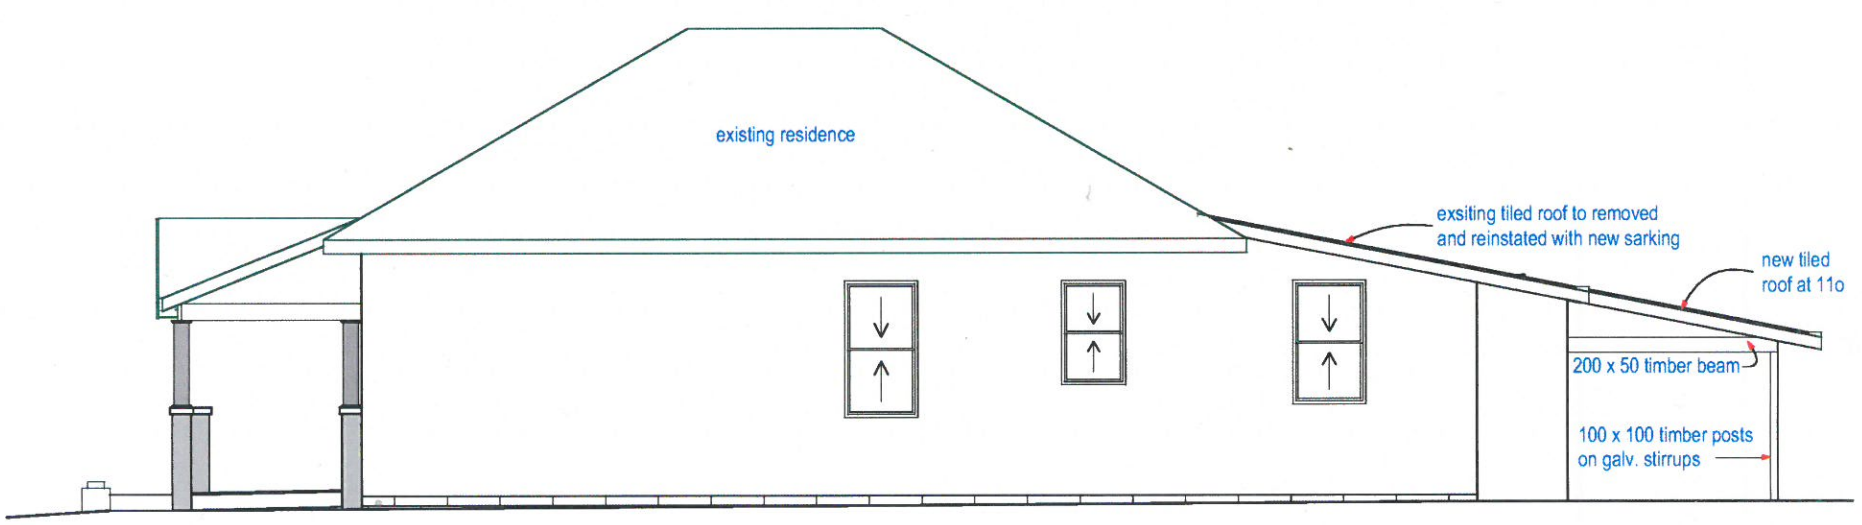 existing residence
exsiting tiled roof to removed
and reinstated with new sarking
new tiled
roof at 11o
200 x 50 timber beam
100 x 100 timber posts
on galv. stirrups